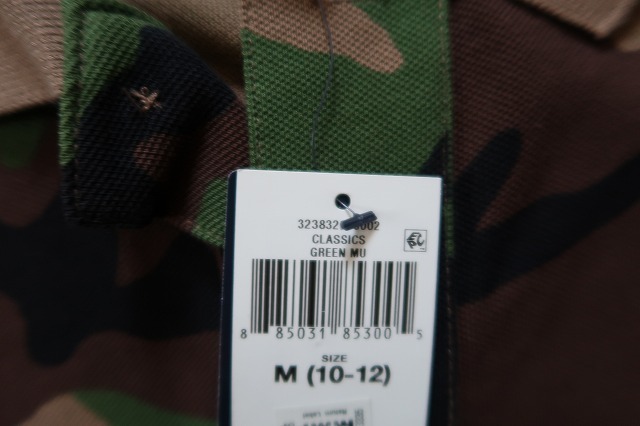 CLASSICS
GREEN MU
8 85031 85300 5
SIZE
M (10-12)